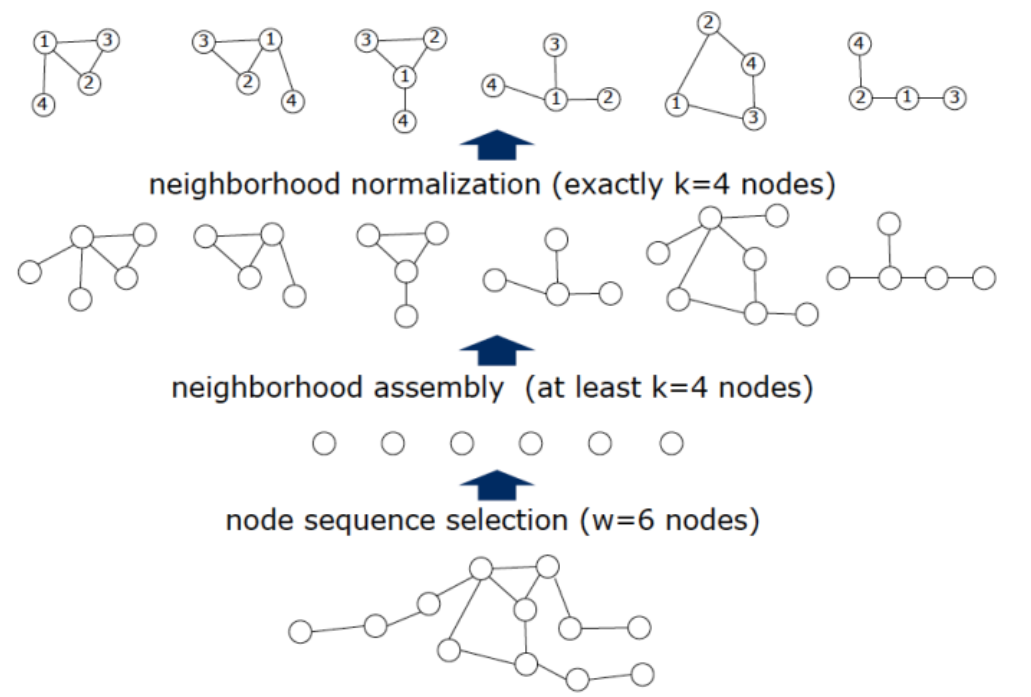 1 3 2 4
3 1 2 4
3 2 1 4
3 4 1 2
2 4 1 3
4 2 1 3
neighborhood normalization (exactly k=4 nodes)
neighborhood assembly (at least k=4 nodes)
node sequence selection (w=6 nodes)